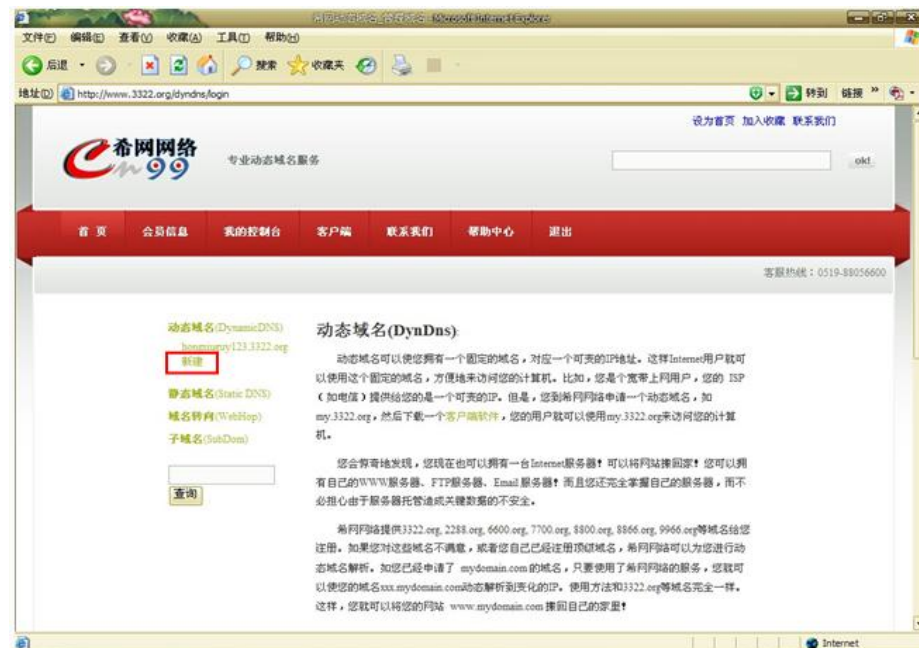 文件(F) 编辑(E) 查看(V) 收藏(A) 工具(T) 帮助(H)
后退 搜索 收藏夹
地址(D) http://www.3322.org/dyndns/login 转到 链接 »
设为首页 加入收藏 联系我们
希网网络
cn99
专业动态域名服务
ok!
首 页 会员信息 我的控制台 客户端 联系我们 帮助中心 退出
客服热线：0519-88056600
动态域名(DynamicDNS)
新建
静态域名(Static DNS)
域名转向(WebHop)
子域名(SubDom)
查询
动态域名(DynDns):
动态域名可以使您拥有一个固定的域名，对应一个可变的IP地址。这样Internet用户就可
以使用这个固定的域名，方便地来访问您的计算机。比如，您是个宽带上网用户，您的 ISP
（如电信）提供给您的是一个可变的IP。但是，您到希网网络申请一个动态域名，如
my.3322.org，然后下载一个客户端软件，您的用户就可以使用my.3322.org来访问您的计算
机。
您会惊奇地发现，您现在也可以拥有一台Internet服务器！可以将网站搬回家！您可以拥
有自己的WWW服务器、FTP服务器、Email 服务器！而且您还完全掌握自己的服务器，而不
必担心由于服务器托管造成关键数据的不安全。
希网网络提供3322.org, 2288.org, 6600.org, 7700.org, 8800.org, 8866.org, 9966.org等域名给您
注册。如果您对这些域名不满意，或者您自己已经注册顶级域名，希网网络可以为您进行动
态域名解析。如您已经申请了 mydomain.com 的域名，只要使用了希网网络的服务，您就可
以使您的域名xxx.mydomain.com动态解析到变化的IP。使用方法和3322.org等域名完全一样。
这样，您就可以将您的网站 www.mydomain.com 搬回自己的家里！
Internet